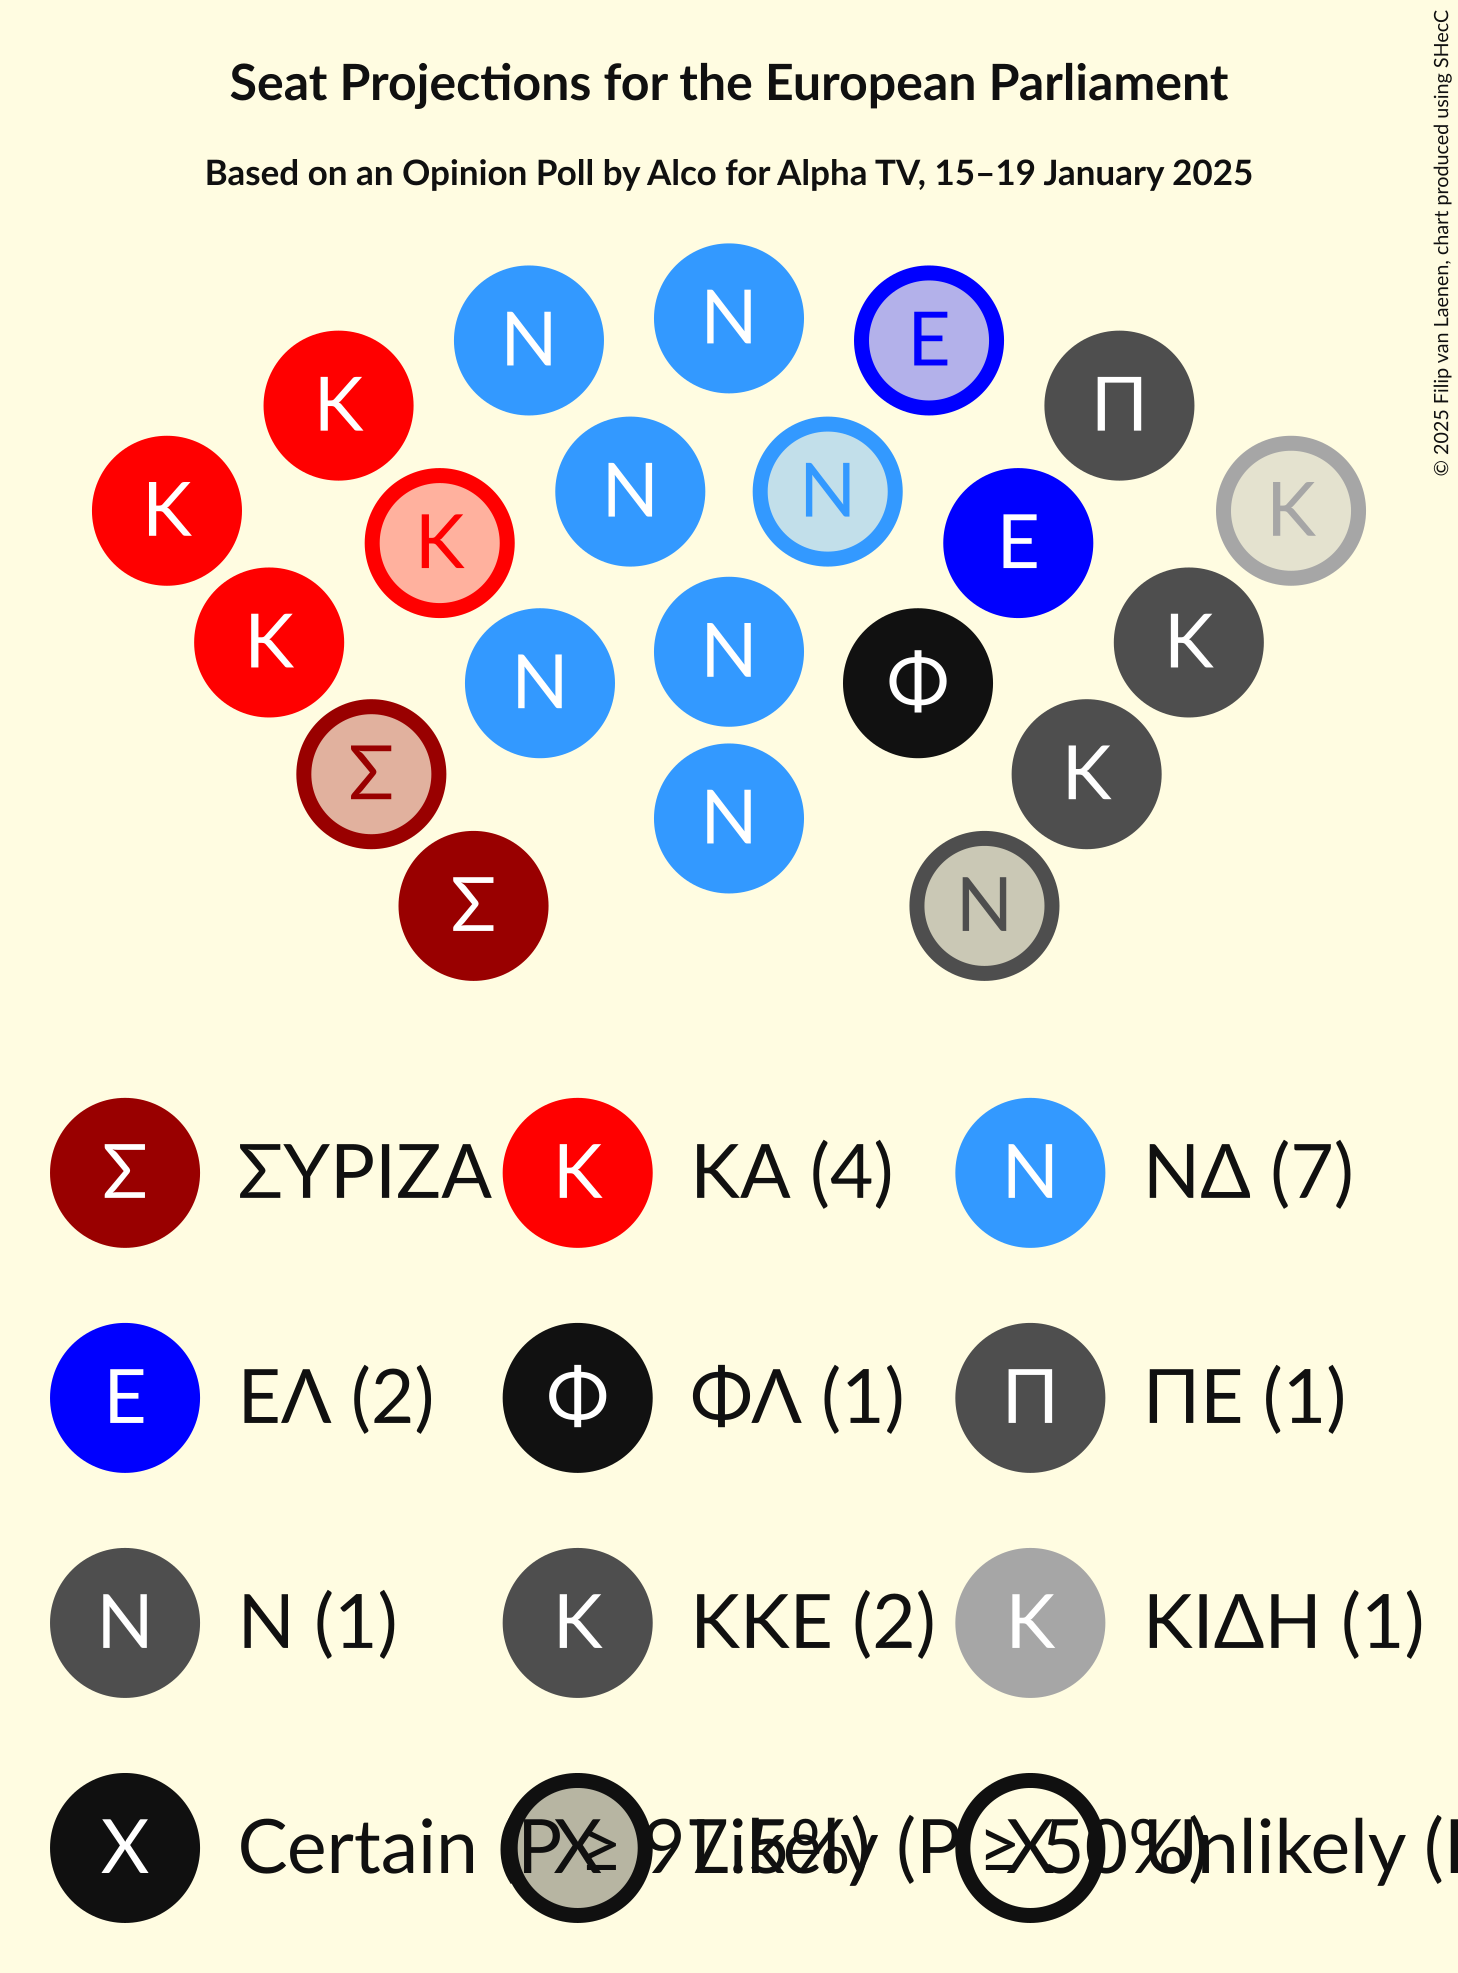 Seat Projections for the European Parliament
Based on an Opinion Poll by Alco for Alpha TV, 15–19 January 2025
© 2025 Filip van Laenen, chart produced using SHecC
Ν
Ν Ε
Κ Π
Κ Κ
Ν Ν
Κ Ε
Κ Κ
Ν
Ν Φ
Σ Κ
Ν
Σ Ν
Σ ΣΥΡΙΖΑ Κ ΚΑ (4) Ν ΝΔ (7)
Ε ΕΛ (2) Φ ΦΛ (1) Π ΠΕ (1)
Ν Ν (1) Κ ΚΚΕ (2) Κ ΚΙΔΗ (1)
X Certain (P ≥ 97.5%) X Likely (P ≥ 50%) X Unlikely (